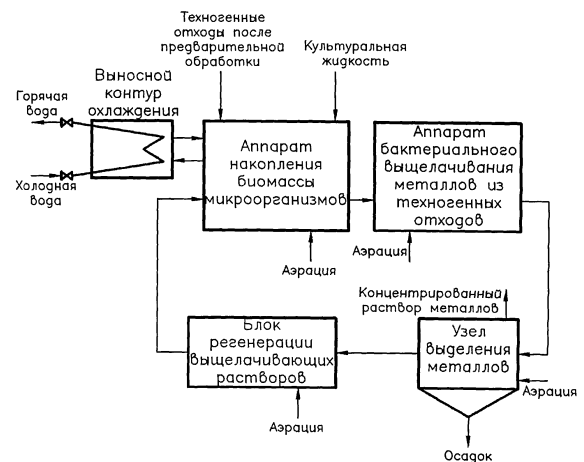 Техногенные
отходы после
предварительной
обработки
Культуральная
жидкость
Выносной
контур
охлаждения
Горячая
вода
Холодная
вода
Аппарат
накопления
биомассы
микроорганизмов
Аппарат
бактериального
выщелачивания
металлов из
техногенных
отходов
Аэрация
Аэрация
Концентрированный
раствор металлов
Блок
регенерации
выщелачивающих
растворов
Узел
выделения
металлов
Аэрация
Аэрация
Осадок